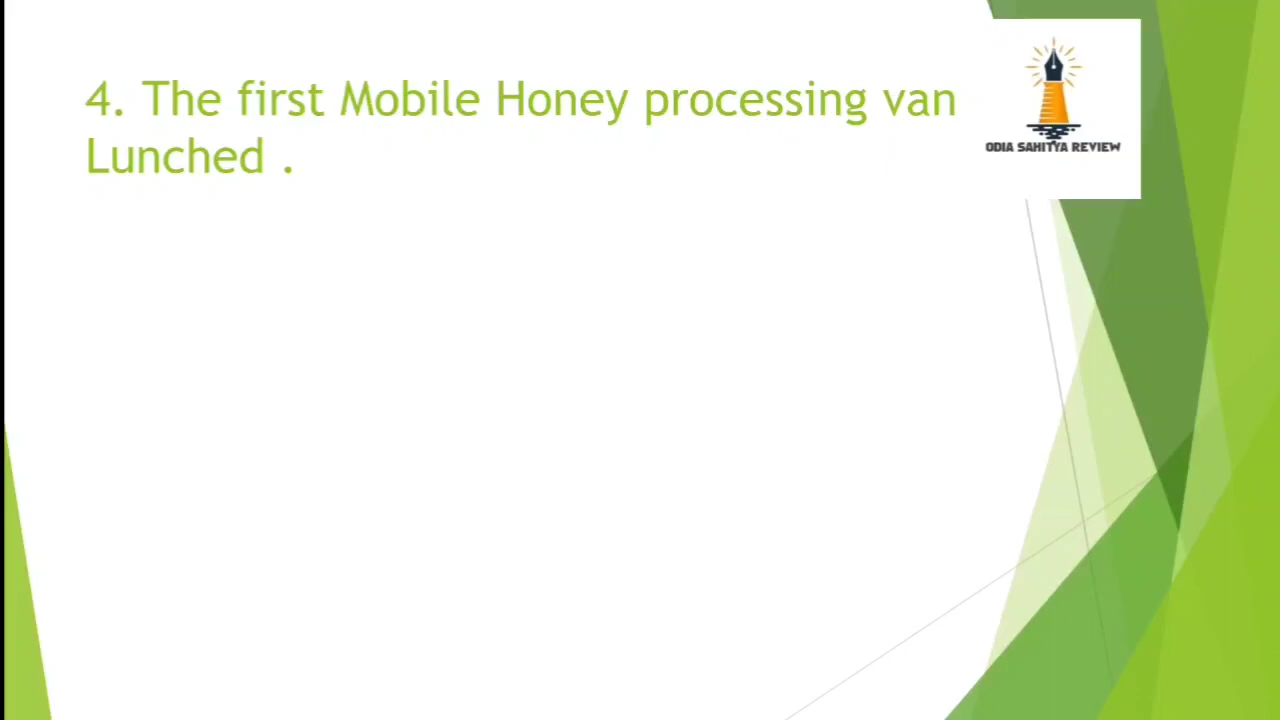 4. The first Mobile Honey processing van
Lunched .
ODIA SAHITYA REVIEW